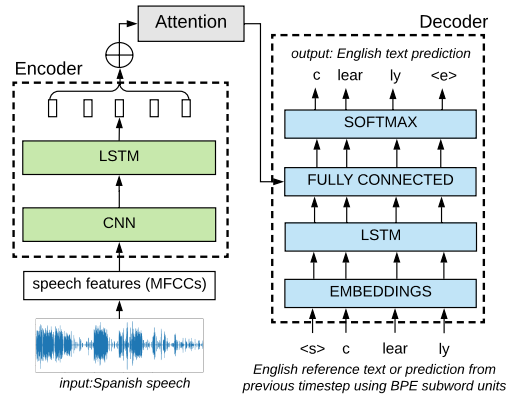 Attention
Decoder
Encoder
output: English text prediction
c lear ly <e>
SOFTMAX
LSTM
FULLY CONNECTED
CNN
LSTM
speech features (MFCCs)
EMBEDDINGS
<s> c lear ly
input:Spanish speech
English reference text or prediction from
previous timestep using BPE subword units